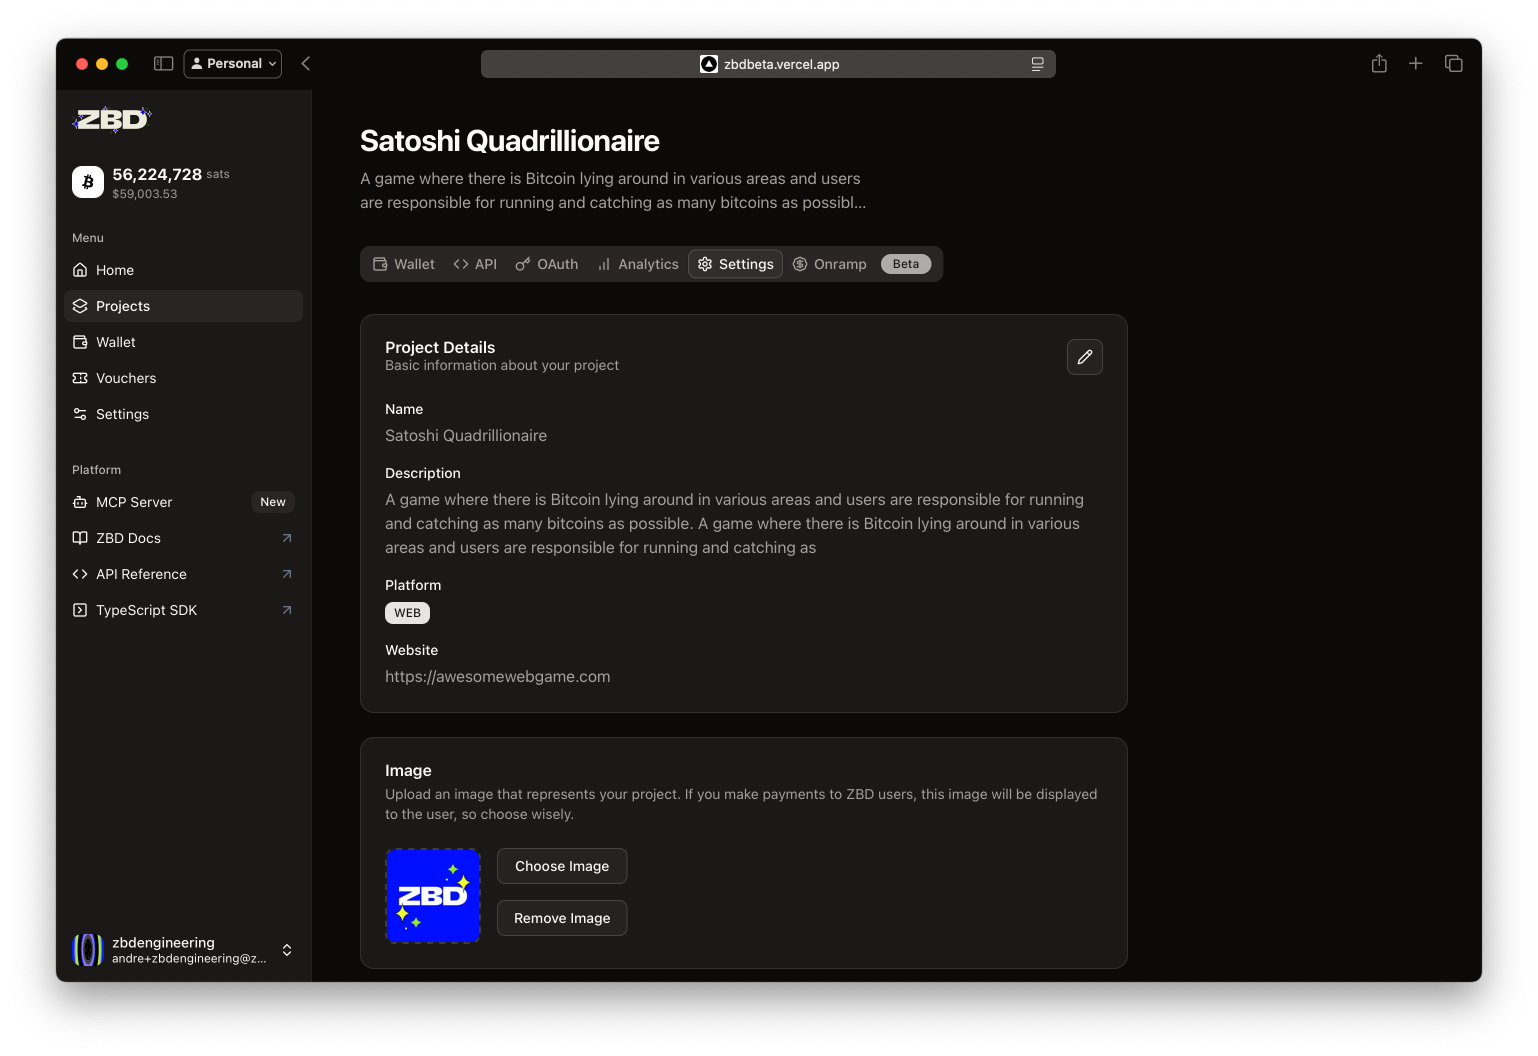 Personal
zbdbeta.vercel.app
ZBD
56,224,728 sats
$59,003.53
Menu
Home
Projects
Wallet
Vouchers
Settings
Platform
MCP Server New
ZBD Docs
API Reference
TypeScript SDK
zbdengineering
andre+zbdengineering@z...
Satoshi Quadrillionaire
A game where there is Bitcoin lying around in various areas and users
are responsible for running and catching as many bitcoins as possibl...
Wallet API OAuth Analytics Settings Onramp Beta
Project Details
Basic information about your project
Name
Satoshi Quadrillionaire
Description
A game where there is Bitcoin lying around in various areas and users are responsible for running
and catching as many bitcoins as possible. A game where there is Bitcoin lying around in various
areas and users are responsible for running and catching as
Platform
WEB
Website
https://awesomewebgame.com
Image
Upload an image that represents your project. If you make payments to ZBD users, this image will be displayed
to the user, so choose wisely.
ZBD
Choose Image
Remove Image